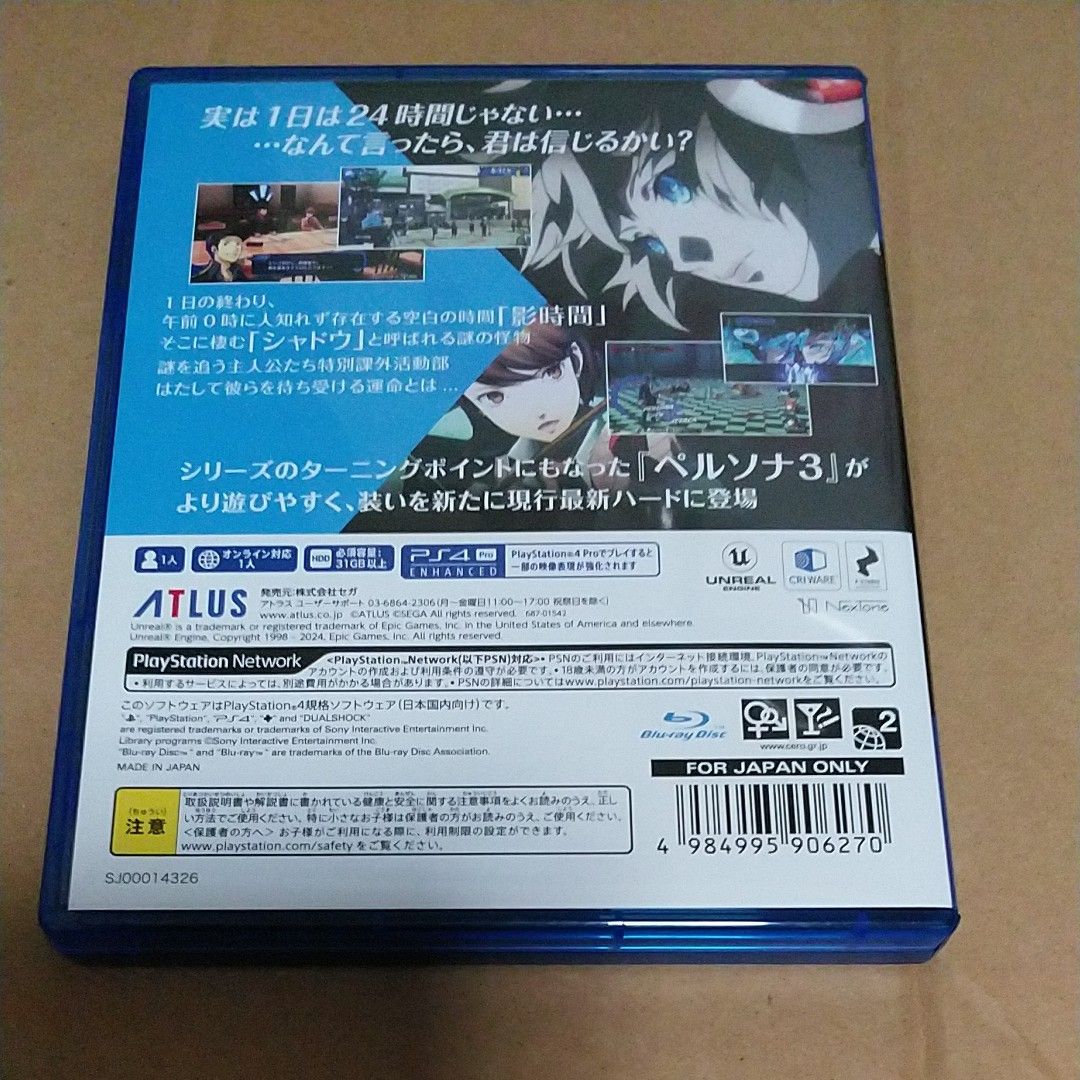 実は1日は24時間じゃない…
…なんて言ったら、君は信じるかい?
1日の終わり、
午前0時に人知れず存在する空白の時間「影時間」
そこに棲む「シャドウ」と呼ばれる謎の怪物
謎を追う主人公たち特別課外活動部
はたして彼らを待ち受ける運命とは…
シリーズのターニングポイントにもなった『ペルソナ3』が
より遊びやすく、装いを新たに現行最新ハードに登場
1人
オンライン対応
1人
HDD
必須容量:
31GB以上
PS4 Pro
ENHANCED
PlayStation®4 Proでプレイすると
一部の映像表現が強化されます
UNREAL
ENGINE
CRIWARE
NexTone
ATLUS
発売元:株式会社セガ
アトラス ユーザーサポート 03-6864-2306(月~金曜日11:00~17:00 祝祭日を除く)
www.atlus.co.jp ©ATLUS ©SEGA All rights reserved. 687-01542
Unreal® is a trademark or registered trademark of Epic Games, Inc. in the United States of America and elsewhere.
Unreal® Engine, Copyright 1998 – 2024, Epic Games, Inc. All rights reserved.
PlayStation Network
<PlayStation™Network(以下PSN)対応>• PSNのご利用にはインターネット接続環境、PlayStation™Networkの
アカウントの作成および利用条件の遵守が必要です。• 18歳未満の方がアカウントを作成するには、保護者の同意が必要です。
• 利用するサービスによっては、別途費用がかかる場合があります。• PSNの詳細についてはwww.playstation.com/playstation-networkをご覧ください。
このソフトウェアはPlayStation®4規格ソフトウェア(日本国内向け)です。
"PlayStation", "PS4", and "DUALSHOCK"
are registered trademarks or trademarks of Sony Interactive Entertainment Inc.
Library programs ©Sony Interactive Entertainment Inc.
"Blu-ray Disc™" and "Blu-ray™" are trademarks of the Blu-ray Disc Association.
MADE IN JAPAN
Blu-ray Disc
www.cero.gr.jp
2
FOR JAPAN ONLY
(ちゅうい)
注意
取扱説明書や解説書に書かれている健康と安全に関する注意事項をよくお読みのうえ、正し
い方法でご使用ください。特に小さなお子様は保護者の方がお読みのうえ、ご使用ください。
<保護者の方へ> お子様がご利用になる際に、利用制限の設定ができます。
www.playstation.com/safety をご覧ください。
4 984995 906270
SJ00014326